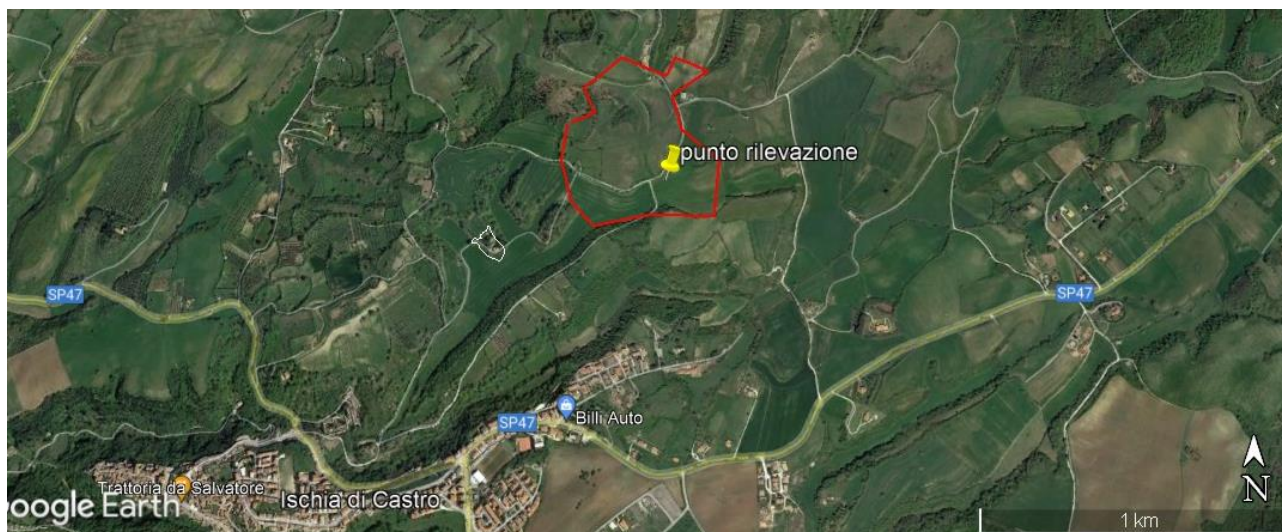 punto rilevazione
SP47
SP47
SP47
Billi Auto
Trattoria da Salvatore
Ischia di Castro
oogle Earth
N
1 km